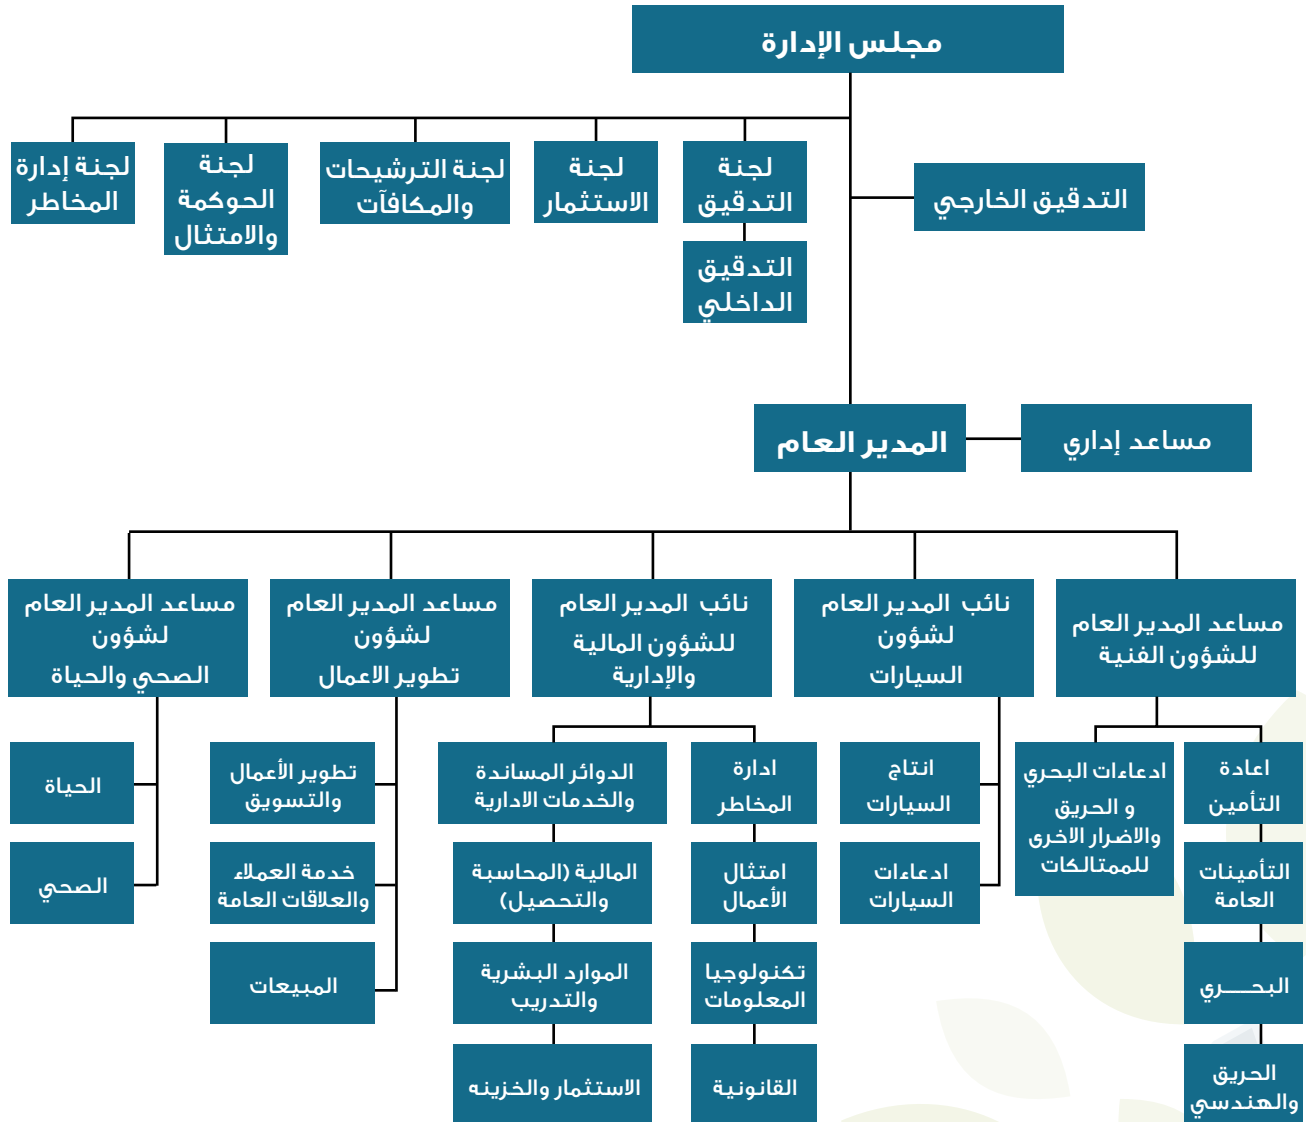 مجلس الإدارة
التدقيق الخارجي
لجنة
التدقيق
التدقيق
الداخلي
لجنة
الاستثمار
لجنة الترشيحات
والمكافآت
لجنة
الحوكمة
والامتثال
لجنة إدارة
المخاطر
مساعد إداري
المدير العام
مساعد المدير العام
للشؤون الفنية
نائب المدير العام
لشؤون
السيارات
نائب المدير العام
للشؤون المالية
والإدارية
مساعد المدير العام
لشؤون
تطوير الاعمال
مساعد المدير العام
لشؤون
الصحي والحياة
اعادة
التأمين
التأمينات
العامة
البحـــري
الحريق
والهندسي
ادعاءات البحري
و الحريق
والاضرار الاخرى
للممتالكات
انتاج
السيارات
ادعاءات
السيارات
ادارة
المخاطر
امتثال
الأعمال
تكنولوجيا
المعلومات
القانونية
الدوائر المساندة
والخدمات الادارية
المالية (المحاسبة
والتحصيل)
الموارد البشرية
والتدريب
الاستثمار والخزينه
تطوير الأعمال
والتسويق
خدمة العملاء
والعلاقات العامة
المبيعات
الحياة
الصحي